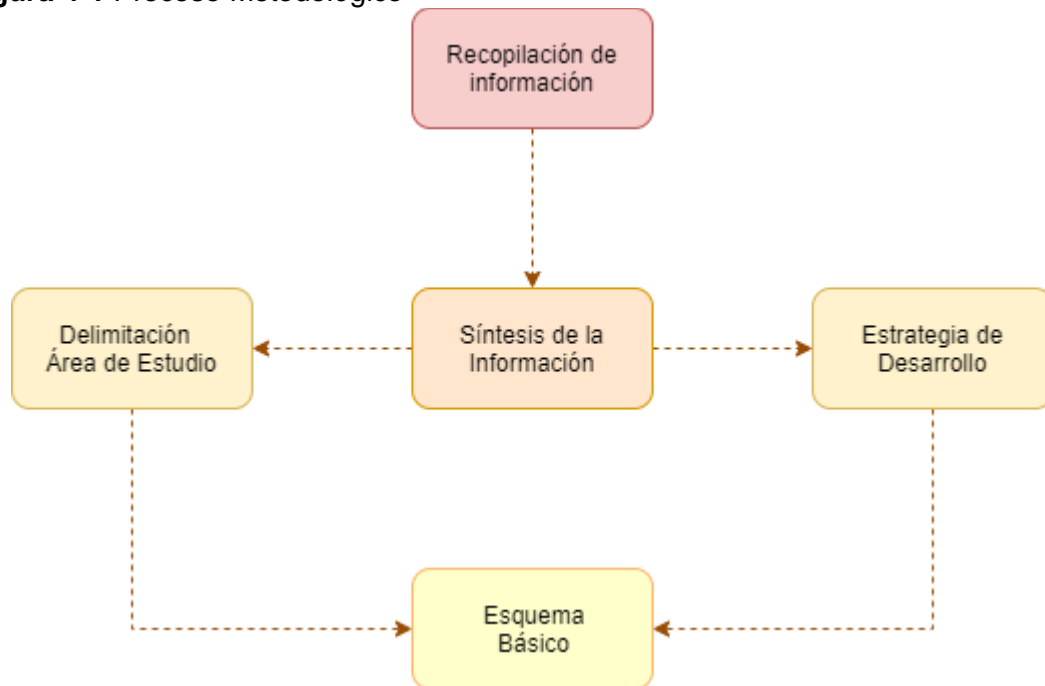 Recopilación de
información
Delimitación
Área de Estudio
Síntesis de la
Información
Estrategia de
Desarrollo
Esquema
Básico